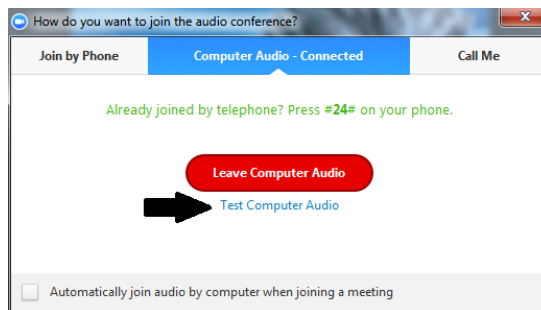 How do you want to join the audio conference?
Join by Phone
Computer Audio - Connected
Call Me
Already joined by telephone? Press #24# on your phone.
Leave Computer Audio
Test Computer Audio
Automatically join audio by computer when joining a meeting